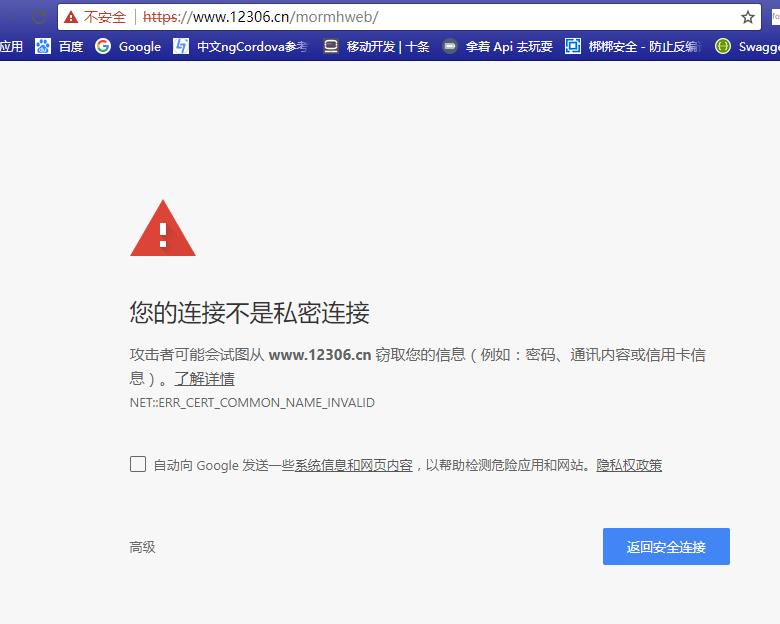 不安全 https://www.12306.cn/mormhweb/
应用 百度 Google 中文ngCordova参考 移动开发 | 十条 拿着 Api 去玩耍 梆梆安全 - 防止反编 Swagge
您的连接不是私密连接
攻击者可能会试图从 www.12306.cn 窃取您的信息（例如：密码、通讯内容或信用卡信
息）。了解详情
NET::ERR_CERT_COMMON_NAME_INVALID
自动向 Google 发送一些系统信息和网页内容，以帮助检测危险应用和网站。隐私权政策
高级 返回安全连接